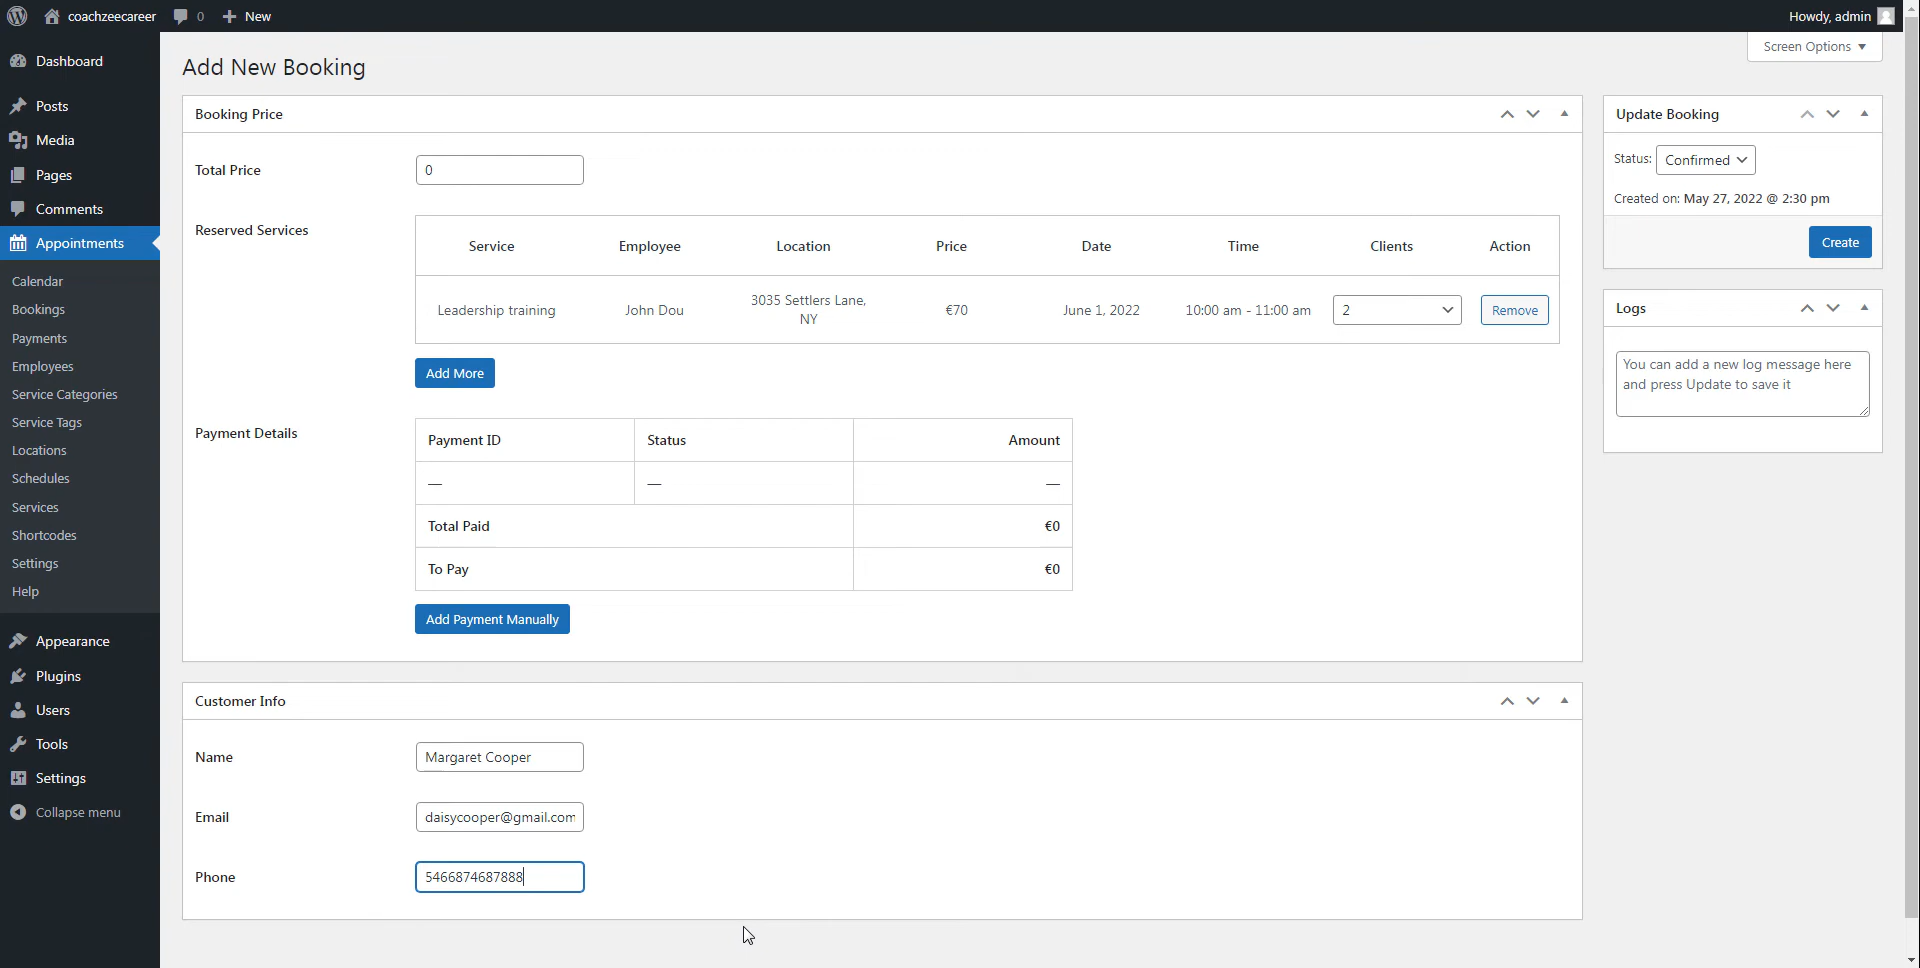 coachzeecareer 0 New Howdy, admin
Screen Options
Dashboard
Posts
Media
Pages
Comments
Appointments
Calendar
Bookings
Payments
Employees
Service Categories
Service Tags
Locations
Schedules
Services
Shortcodes
Settings
Help
Appearance
Plugins
Users
Tools
Settings
Collapse menu
Add New Booking
Booking Price
Total Price 0
Reserved Services
Service Employee Location Price Date Time Clients Action
Leadership training John Dou 3035 Settlers Lane, €70 June 1, 2022 10:00 am - 11:00 am 2 Remove
NY
Add More
Payment Details
Payment ID Status Amount
— — —
Total Paid €0
To Pay €0
Add Payment Manually
Customer Info
Name Margaret Cooper
Email daisycooper@gmail.com
Phone 5466874687888
Update Booking
Status: Confirmed
Created on: May 27, 2022 @ 2:30 pm
Create
Logs
You can add a new log message here
and press Update to save it